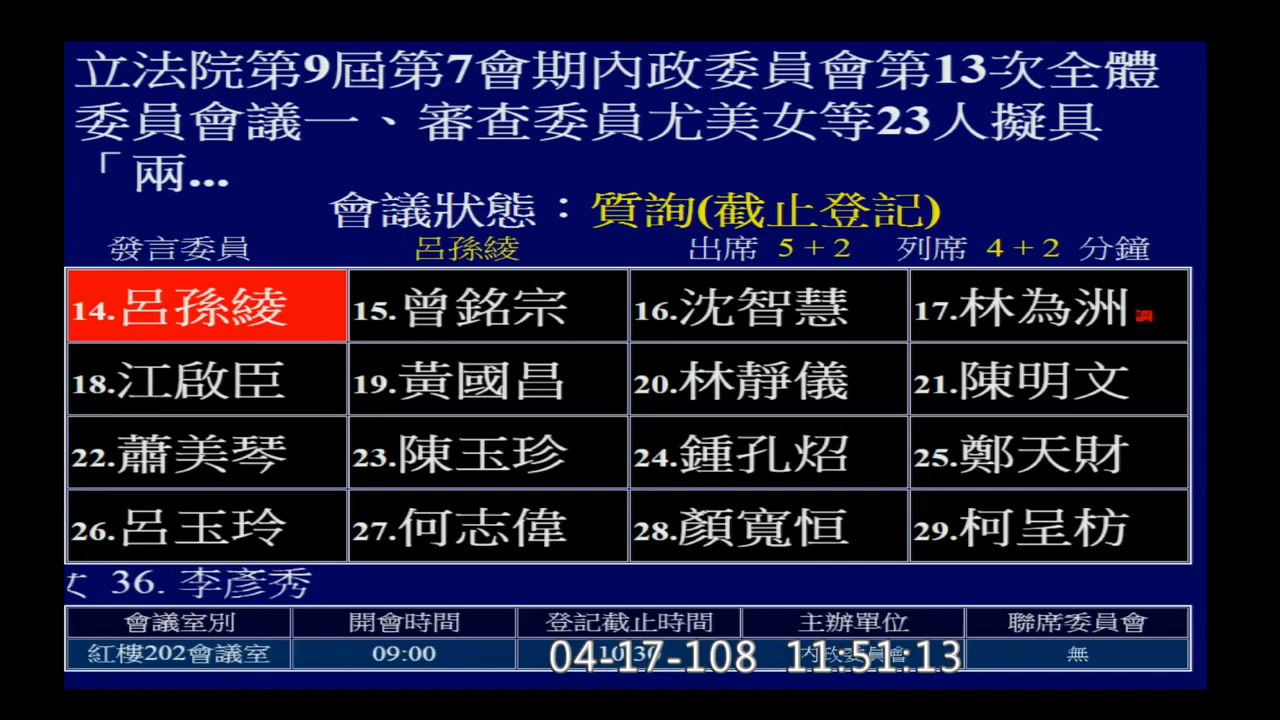 立法院第9屆第7會期內政委員會第13次全體
委員會議一、審查委員尤美女等23人擬具
「兩...
會議狀態：質詢(截止登記)
發言委員 呂孫綾 出席 5 + 2 列席 4 + 2 分鐘
14.呂孫綾 15.曾銘宗 16.沈智慧 17.林為洲
18.江啟臣 19.黃國昌 20.林靜儀 21.陳明文
22.蕭美琴 23.陳玉珍 24.鍾孔炤 25.鄭天財
26.呂玉玲 27.何志偉 28.顏寬恒 29.柯呈枋
36. 李彥秀
會議室別 開會時間 登記截止時間 主辦單位 聯席委員會
紅樓202會議室 09:00 10:30 內政委員會 無
04-17-108 11:51:13